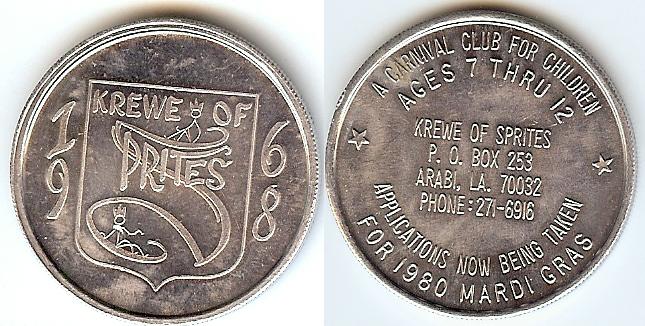 KREWE OF
SPRITES
19 68
A CARNIVAL CLUB FOR CHILDREN
AGES 7 THRU 12
KREWE OF SPRITES
P. O. BOX 253
ARABI, LA. 70032
PHONE: 271-6916
APPLICATIONS NOW BEING TAKEN
FOR 1980 MARDI GRAS